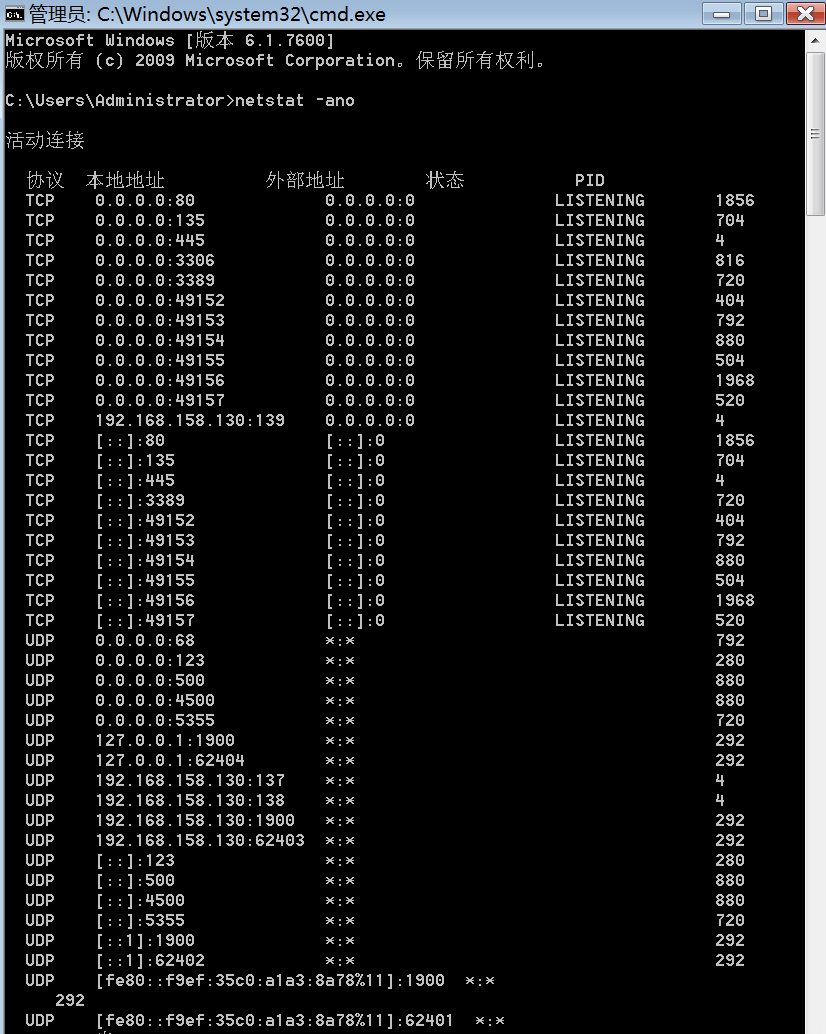 管理员: C:\Windows\system32\cmd.exe
Microsoft Windows [版本 6.1.7600]
版权所有 (c) 2009 Microsoft Corporation。保留所有权利。
C:\Users\Administrator>netstat -ano
活动连接
协议 本地地址 外部地址 状态 PID
TCP 0.0.0.0:80 0.0.0.0:0 LISTENING 1856
TCP 0.0.0.0:135 0.0.0.0:0 LISTENING 704
TCP 0.0.0.0:445 0.0.0.0:0 LISTENING 4
TCP 0.0.0.0:3306 0.0.0.0:0 LISTENING 816
TCP 0.0.0.0:3389 0.0.0.0:0 LISTENING 720
TCP 0.0.0.0:49152 0.0.0.0:0 LISTENING 404
TCP 0.0.0.0:49153 0.0.0.0:0 LISTENING 792
TCP 0.0.0.0:49154 0.0.0.0:0 LISTENING 880
TCP 0.0.0.0:49155 0.0.0.0:0 LISTENING 504
TCP 0.0.0.0:49156 0.0.0.0:0 LISTENING 1968
TCP 0.0.0.0:49157 0.0.0.0:0 LISTENING 520
TCP 192.168.158.130:139 0.0.0.0:0 LISTENING 4
TCP [::]:80 [::]:0 LISTENING 1856
TCP [::]:135 [::]:0 LISTENING 704
TCP [::]:445 [::]:0 LISTENING 4
TCP [::]:3389 [::]:0 LISTENING 720
TCP [::]:49152 [::]:0 LISTENING 404
TCP [::]:49153 [::]:0 LISTENING 792
TCP [::]:49154 [::]:0 LISTENING 880
TCP [::]:49155 [::]:0 LISTENING 504
TCP [::]:49156 [::]:0 LISTENING 1968
TCP [::]:49157 [::]:0 LISTENING 520
UDP 0.0.0.0:68 *:* 792
UDP 0.0.0.0:123 *:* 280
UDP 0.0.0.0:500 *:* 880
UDP 0.0.0.0:4500 *:* 880
UDP 0.0.0.0:5355 *:* 720
UDP 127.0.0.1:1900 *:* 292
UDP 127.0.0.1:62404 *:* 292
UDP 192.168.158.130:137 *:* 4
UDP 192.168.158.130:138 *:* 4
UDP 192.168.158.130:1900 *:* 292
UDP 192.168.158.130:62403 *:* 292
UDP [::]:123 *:* 280
UDP [::]:500 *:* 880
UDP [::]:4500 *:* 880
UDP [::]:5355 *:* 720
UDP [::1]:1900 *:* 292
UDP [::1]:62402 *:* 292
UDP [fe80::f9ef:35c0:a1a3:8a78%11]:1900 *:*
292
UDP [fe80::f9ef:35c0:a1a3:8a78%11]:62401 *:*